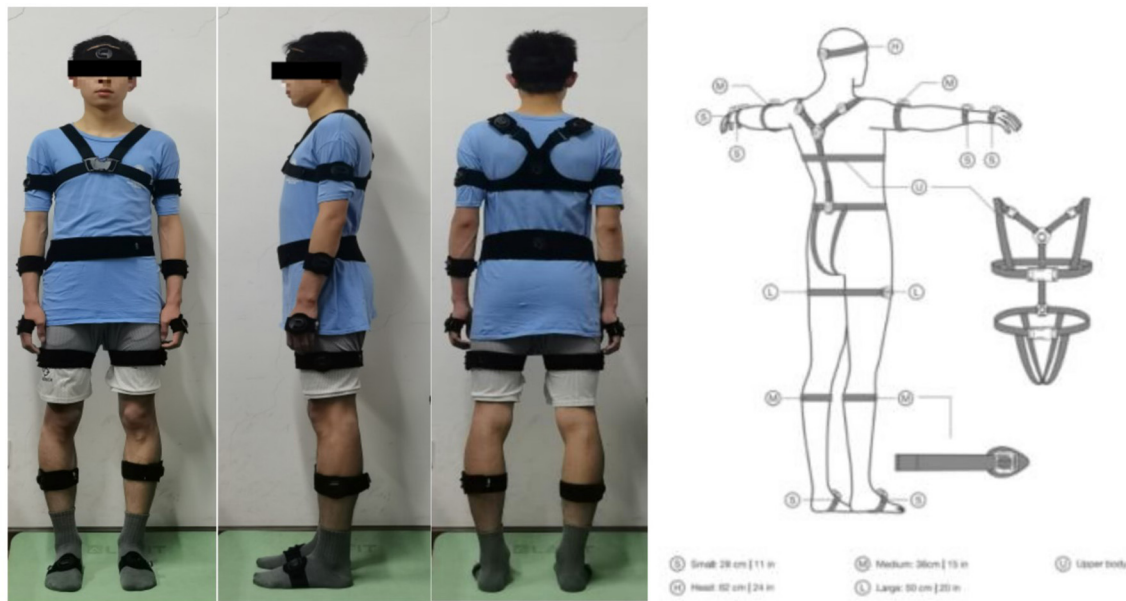 H
M
M
S
S
S
S
U
L
L
M
M
S
S
S Small: 28 cm | 11 in
M Medium: 38cm | 15 in
U Upper body
H Head: 62 cm | 24 in
L Large: 50 cm | 20 in